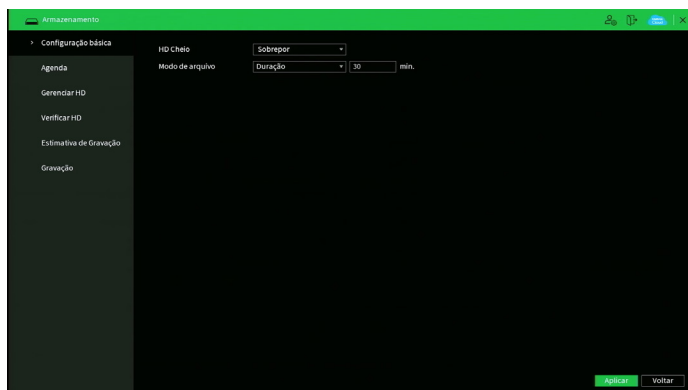 Armazenamento
Configuração básica
Agenda
Gerenciar HD
Verificar HD
Estimativa de Gravação
Gravação
HD Cheio Sobrepor
Modo de arquivo Duração 30 min.
Aplicar Voltar